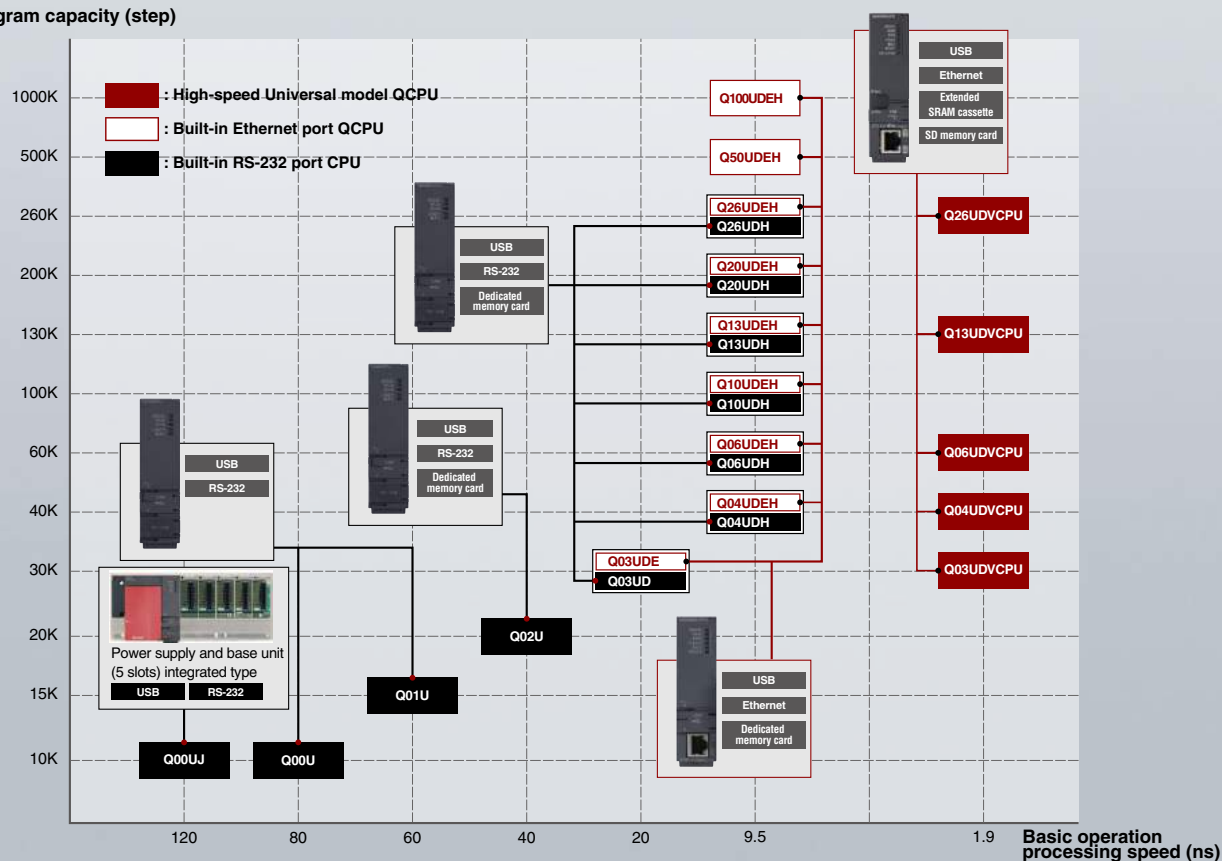 gram capacity (step)
1000K
500K
260K
200K
130K
100K
60K
40K
30K
20K
15K
10K
: High-speed Universal model QCPU
: Built-in Ethernet port QCPU
: Built-in RS-232 port CPU
USB
Ethernet
Extended
SRAM cassette
SD memory card
Q100UDEH
Q50UDEH
Q26UDEH
Q26UDH
Q20UDEH
Q20UDH
Q13UDEH
Q13UDH
Q10UDEH
Q10UDH
Q06UDEH
Q06UDH
Q04UDEH
Q04UDH
Q03UDE
Q03UD
Q26UDVCPU
Q13UDVCPU
Q06UDVCPU
Q04UDVCPU
Q03UDVCPU
USB
RS-232
Dedicated
memory card
USB
RS-232
Dedicated
memory card
USB
RS-232
Power supply and base unit
(5 slots) integrated type
USB
RS-232
Q02U
Q01U
Q00UJ
Q00U
USB
Ethernet
Dedicated
memory card
120
80
60
40
20
9.5
1.9
Basic operation
processing speed (ns)